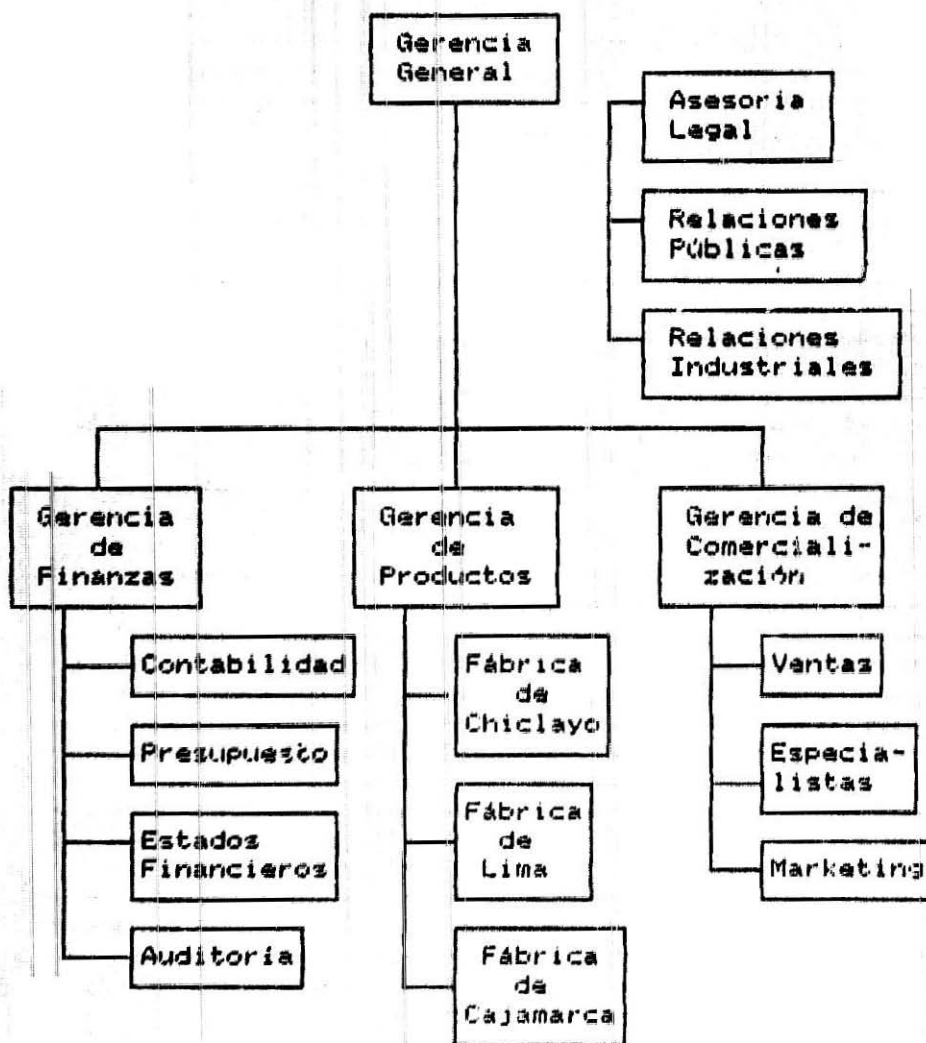 Gerencia
General
Asesoria
Legal
Relaciones
Públicas
Relaciones
Industriales
Gerencia
de
Finanzas
Gerencia
de
Productos
Gerencia de
Comerciali-
zación
Contabilidad
Presupuesto
Estados
Financieros
Auditoría
Fábrica
de
Chiclayo
Fábrica
de
Lima
Fábrica
de
Cajamarca
Ventas
Especia-
listas
Marketing